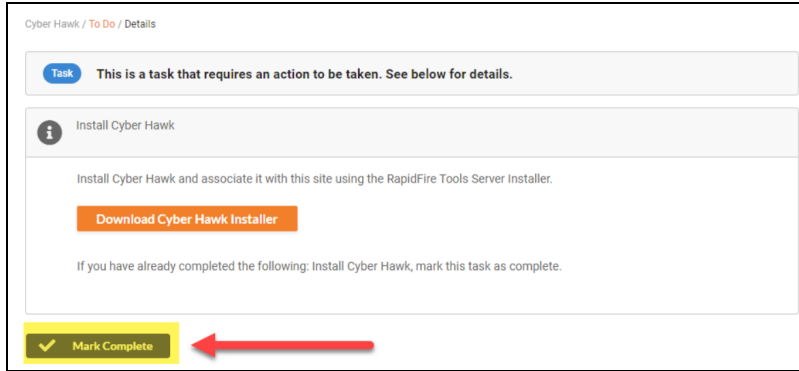 Cyber Hawk / To Do / Details
Task This is a task that requires an action to be taken. See below for details.
Install Cyber Hawk
Install Cyber Hawk and associate it with this site using the RapidFire Tools Server Installer.
Download Cyber Hawk Installer
If you have already completed the following: Install Cyber Hawk, mark this task as complete.
Mark Complete